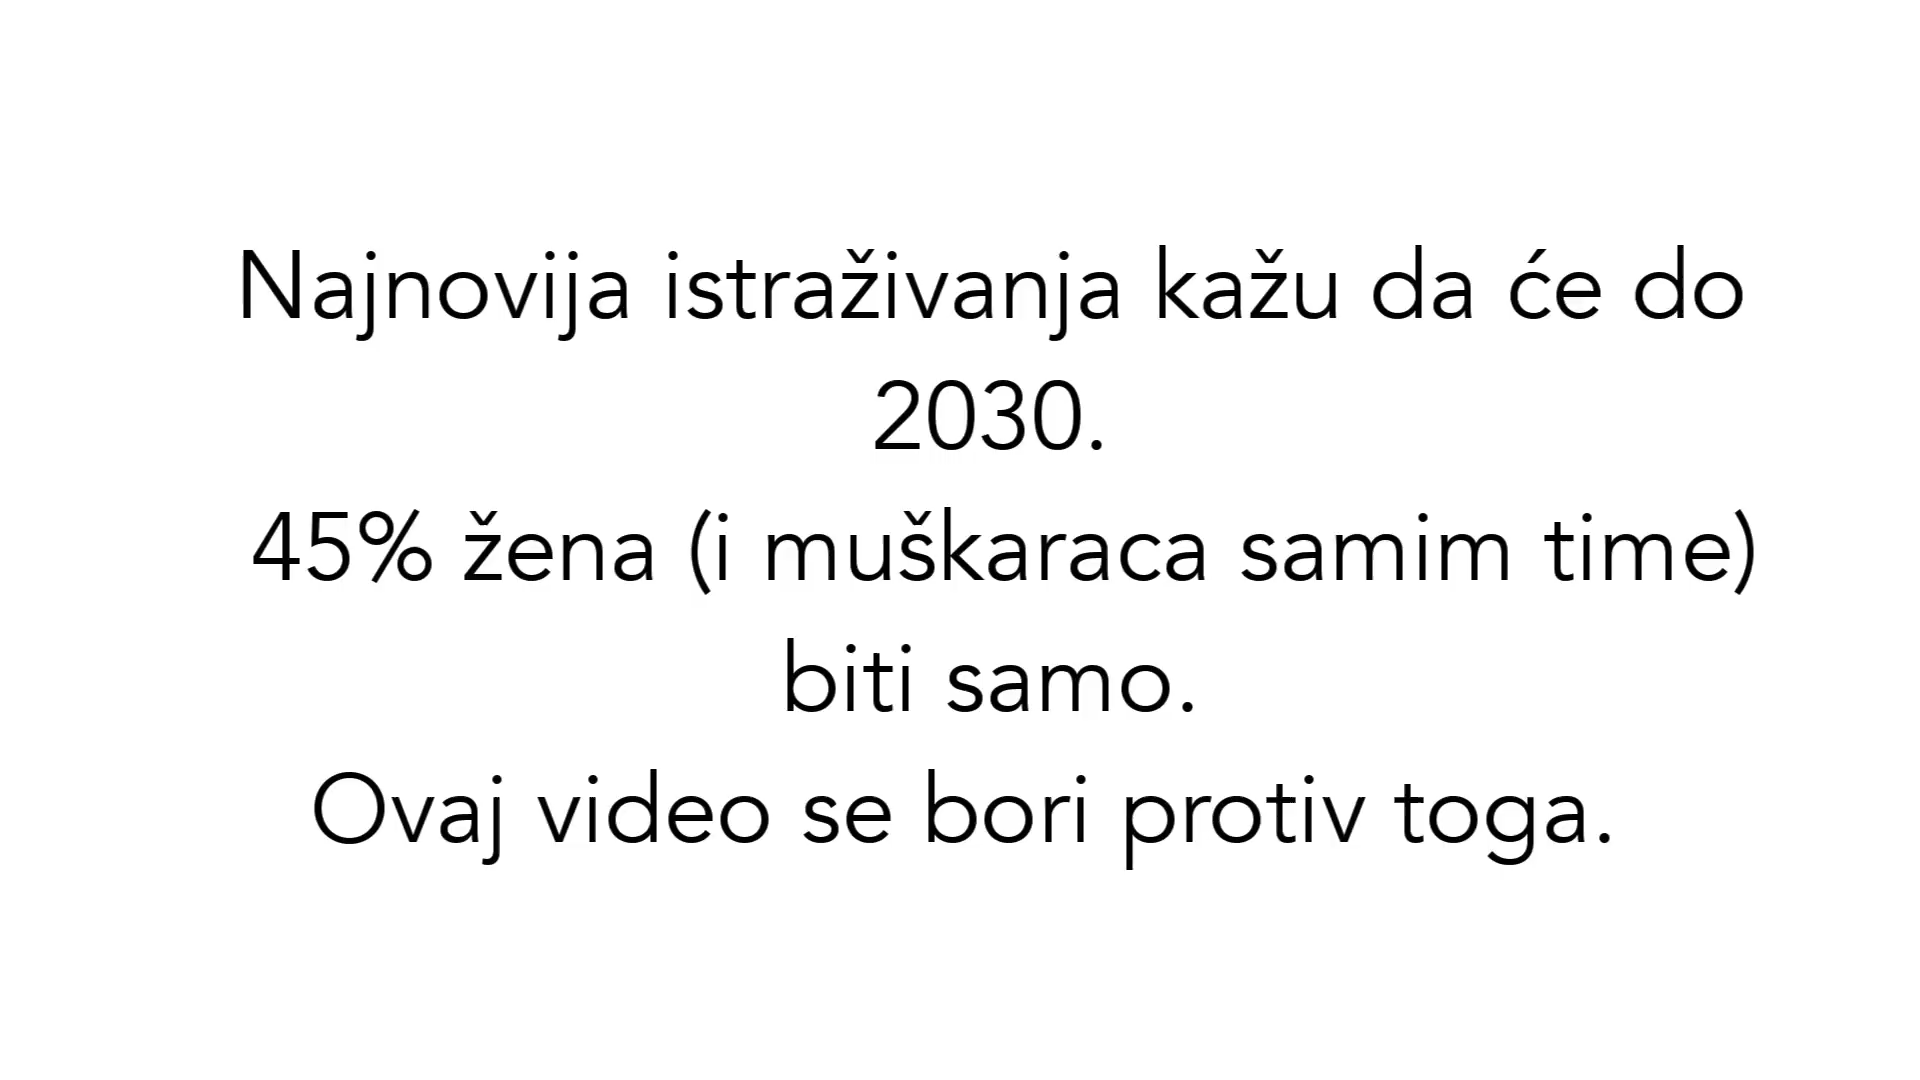 Najnovija istraživanja kažu da će do
2030.
45% žena (i muškaraca samim time)
biti samo.
Ovaj video se bori protiv toga.